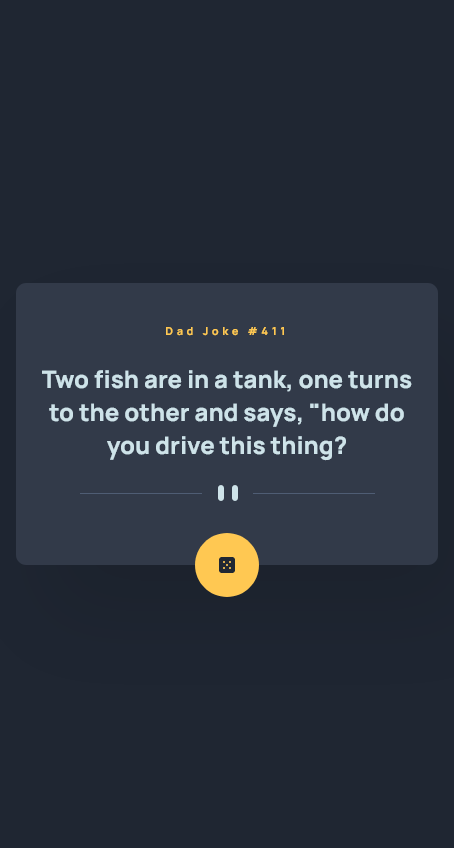 Dad Joke #411
Two fish are in a tank, one turns
to the other and says, "how do
you drive this thing?